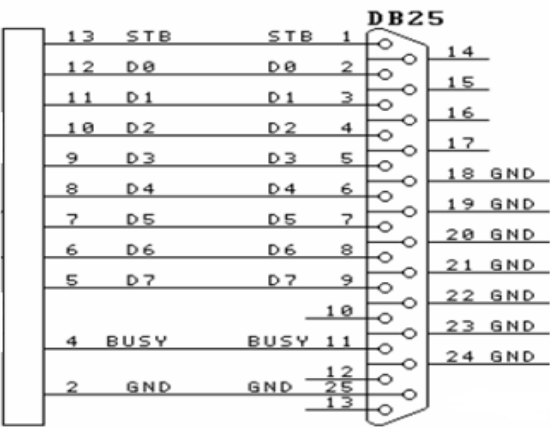 DB25
13 STB STB 1
14
12 D0 D0 2
15
11 D1 D1 3
16
10 D2 D2 4
17
9 D3 D3 5
18 GND
8 D4 D4 6
19 GND
7 D5 D5 7
20 GND
6 D6 D6 8
21 GND
5 D7 D7 9
22 GND
10
23 GND
4 BUSY BUSY 11
24 GND
12
2 GND GND 25
13